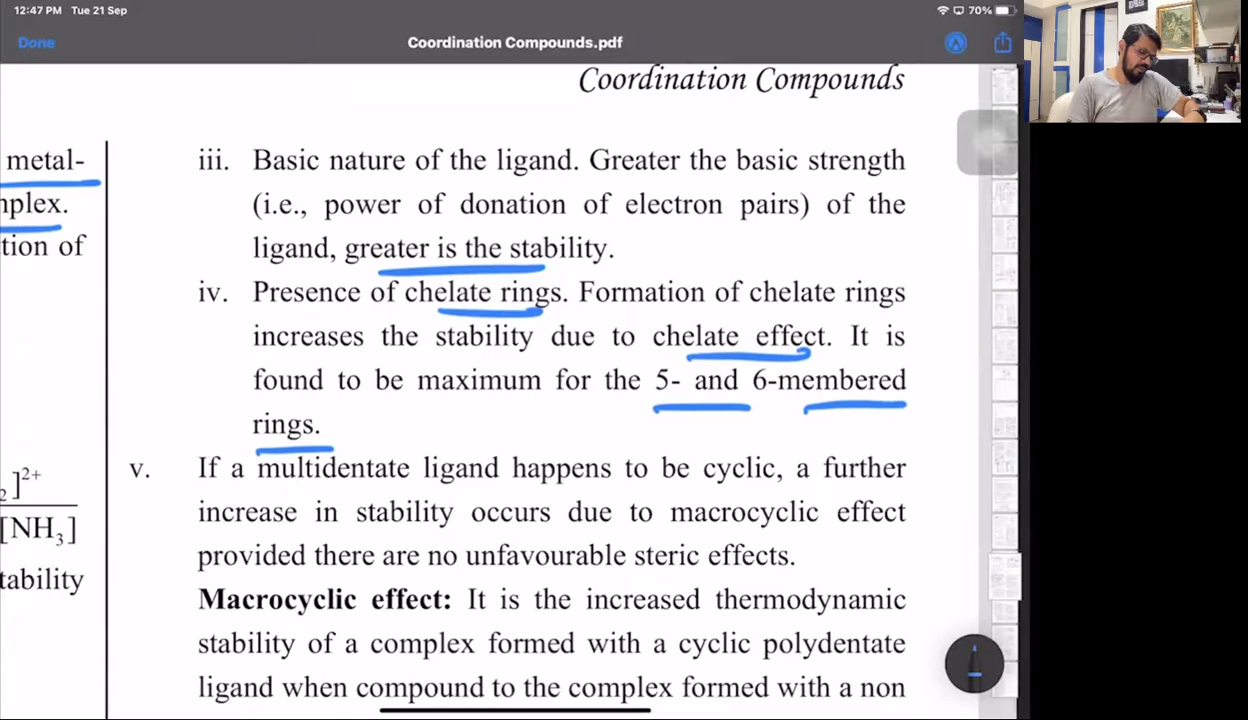 12:47 PM Tue 21 Sep
70%
Done
Coordination Compounds.pdf
Coordination Compounds
metal-
mplex.
tion of
2]²⁺
[NH₃]
tability
iii. Basic nature of the ligand. Greater the basic strength
(i.e., power of donation of electron pairs) of the
ligand, greater is the stability.
iv. Presence of chelate rings. Formation of chelate rings
increases the stability due to chelate effect. It is
found to be maximum for the 5- and 6-membered
rings.
v. If a multidentate ligand happens to be cyclic, a further
increase in stability occurs due to macrocyclic effect
provided there are no unfavourable steric effects.
Macrocyclic effect: It is the increased thermodynamic
stability of a complex formed with a cyclic polydentate
ligand when compound to the complex formed with a non